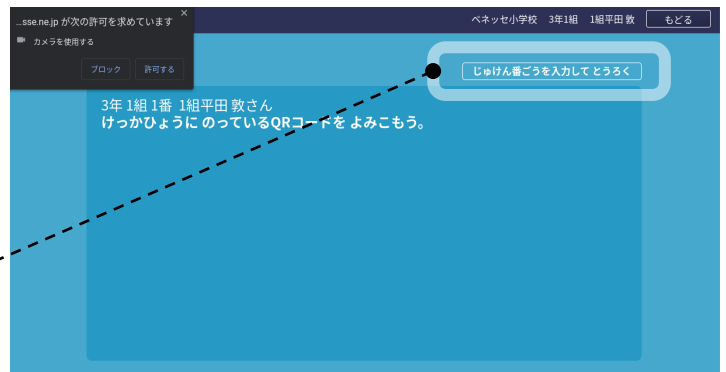 ...sse.ne.jp が次の許可を求めています
×
カメラを使用する
ブロック 許可する
ベネッセ小学校 3年1組 1組平田 敦 もどる
じゅけん番ごうを入力して とうろく
3年 1組 1番 1組平田 敦さん
けっかひょうに のっているQRコードを よみこもう。